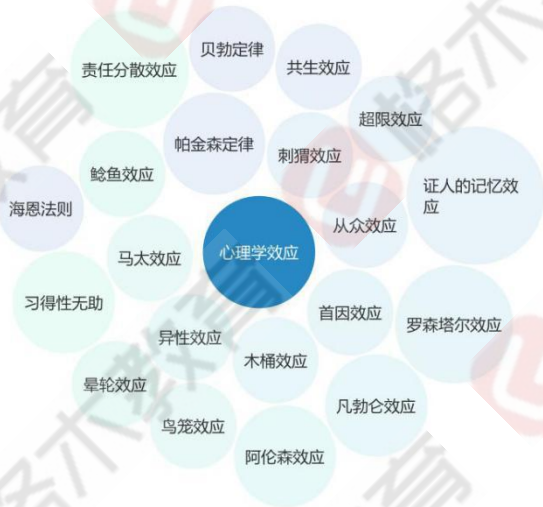 贝勃定律
责任分散效应
共生效应
超限效应
帕金森定律
刺猬效应
鲶鱼效应
证人的记忆效
应
海恩法则
从众效应
心理学效应
马太效应
习得性无助
首因效应
罗森塔尔效应
异性效应
木桶效应
晕轮效应
凡勃仑效应
鸟笼效应
阿伦森效应
格木教育